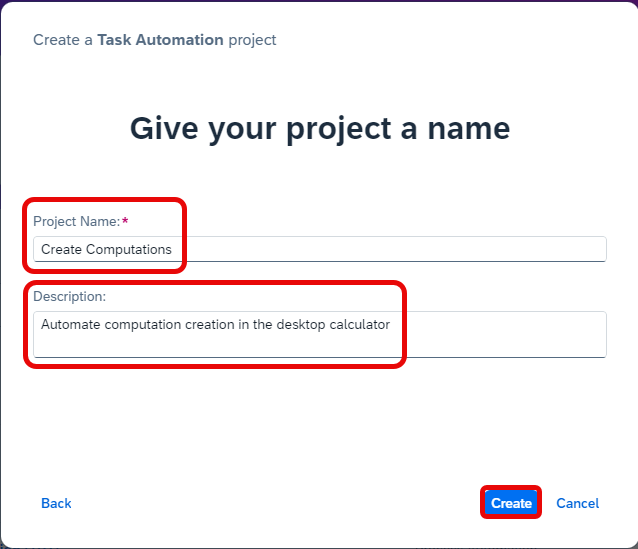 Create a Task Automation project
Give your project a name
Project Name:*
Create Computations
Description:
Automate computation creation in the desktop calculator
Back
Create
Cancel